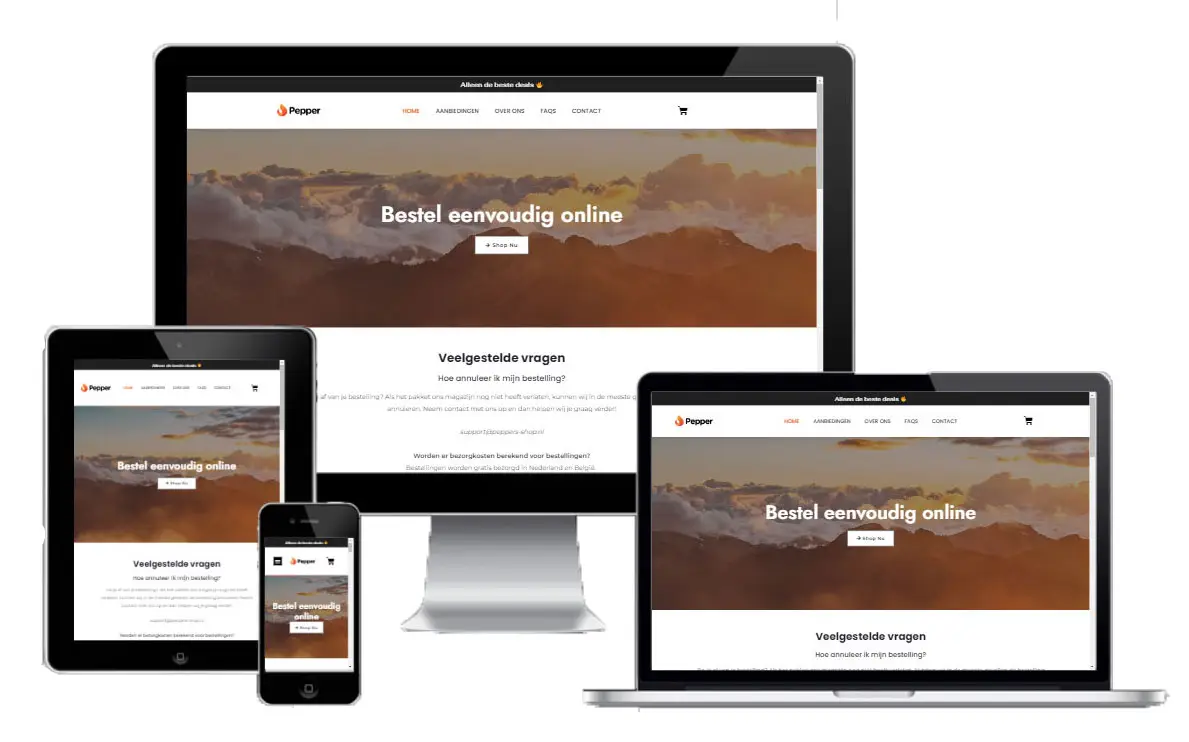 Alleen de beste deals
Pepper
HOME AANBIEDINGEN OVER ONS FAQS CONTACT
Bestel eenvoudig online
→ Shop Nu
Veelgestelde vragen
Hoe annuleer ik mijn bestelling?
af van je bestelling? Als het pakket ons magazijn nog niet heeft verlaten, kunnen wij in de meeste
annuleren. Neem contact met ons op en dan helpen wij je graag verder!
support@peppers-shop.nl
Worden er bezorgkosten berekend voor bestellingen?
Bestellingen worden gratis bezorgd in Nederland en België.
Alleen de beste deals
Pepper
HOME AANBIEDINGEN OVER ONS FAQS CONTACT
Bestel eenvoudig online
→ Shop Nu
Veelgestelde vragen
Hoe annuleer ik mijn bestelling?
support@peppers-shop.nl
Worden er bezorgkosten berekend voor bestellingen?
Alleen de beste deals
Pepper
Bestel eenvoudig
online
→ Shop Nu
Alleen de beste deals
Pepper
HOME AANBIEDINGEN OVER ONS FAQS CONTACT
Bestel eenvoudig online
→ Shop Nu
Veelgestelde vragen
Hoe annuleer ik mijn bestelling?